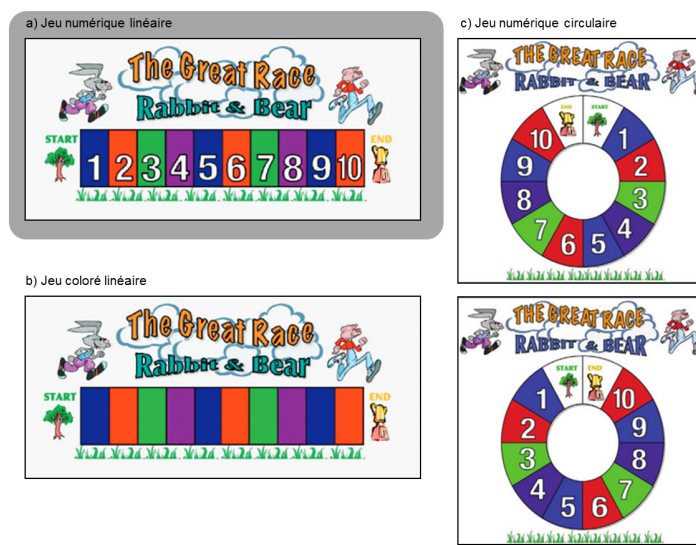 a) Jeu numérique linéaire
The Great Race
Rabbit & Bear
START
END
1 2 3 4 5 6 7 8 9 10
b) Jeu coloré linéaire
The Great Race
Rabbit & Bear
START
END
c) Jeu numérique circulaire
THE GREAT RACE
RABBIT & BEAR
END
START
10
1
9
2
8
3
7
4
6
5
THE GREAT RACE
RABBIT & BEAR
START
END
1
10
2
9
3
8
4
7
5
6